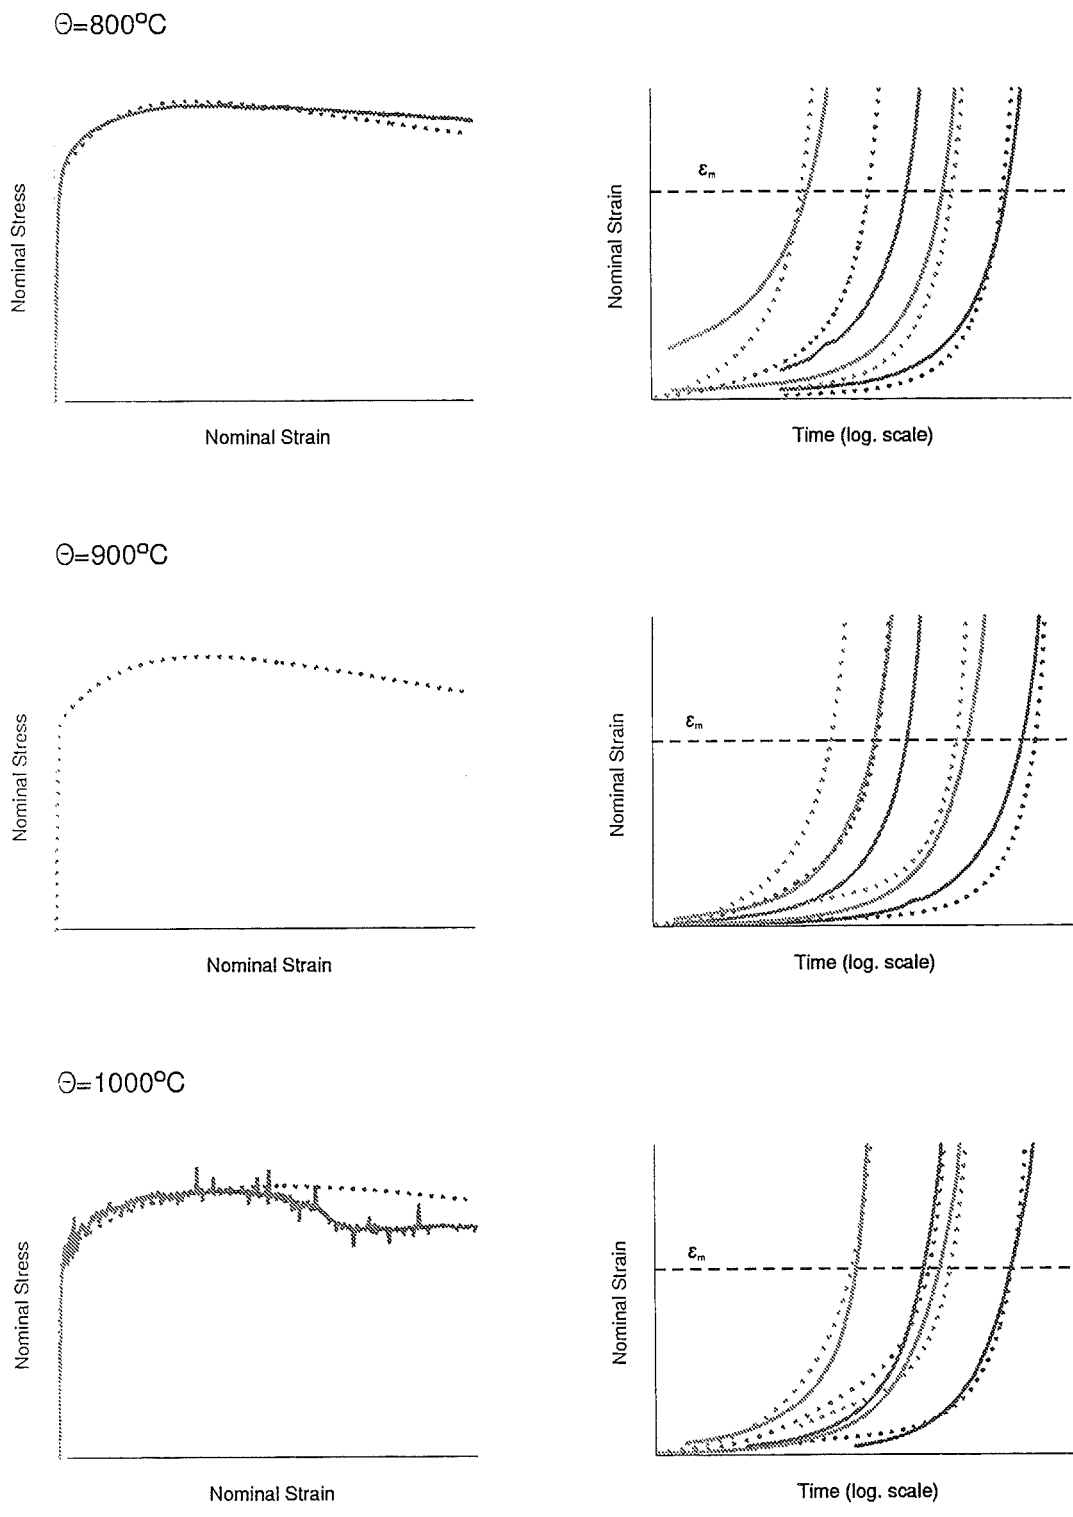 Θ=800°C
Nominal Stress
Nominal Strain
εm
Nominal Strain
Time (log. scale)
Θ=900°C
Nominal Stress
Nominal Strain
εm
Nominal Strain
Time (log. scale)
Θ=1000°C
Nominal Stress
Nominal Strain
εm
Nominal Strain
Time (log. scale)